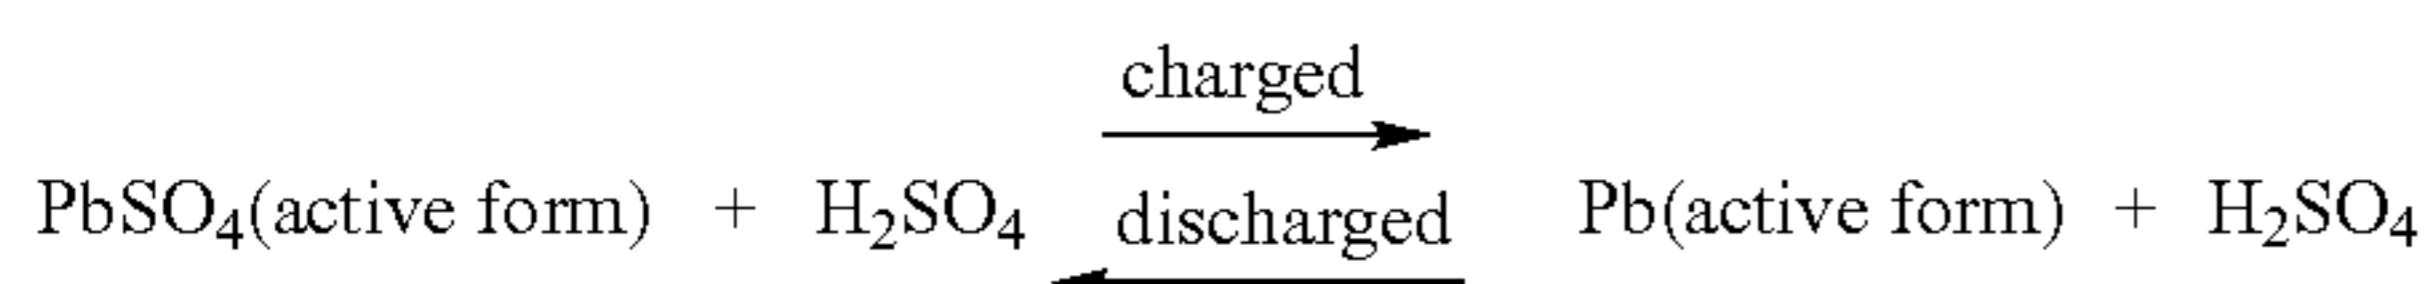 charged
PbSO₄(active form) + H₂SO₄ discharged Pb(active form) + H₂SO₄